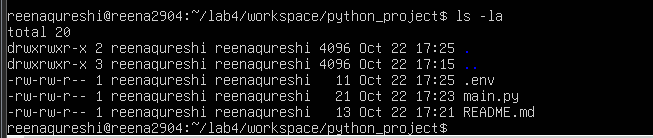 reenaqureshi@reena2904:~/lab4/workspace/python_project$ ls -la
total 20
drwxrwxr-x 2 reenaqureshi reenaqureshi 4096 Oct 22 17:25 .
drwxrwxr-x 3 reenaqureshi reenaqureshi 4096 Oct 22 17:15 ..
-rw-rw-r-- 1 reenaqureshi reenaqureshi   11 Oct 22 17:25 .env
-rw-rw-r-- 1 reenaqureshi reenaqureshi   21 Oct 22 17:23 main.py
-rw-rw-r-- 1 reenaqureshi reenaqureshi   13 Oct 22 17:21 README.md
reenaqureshi@reena2904:~/lab4/workspace/python_project$